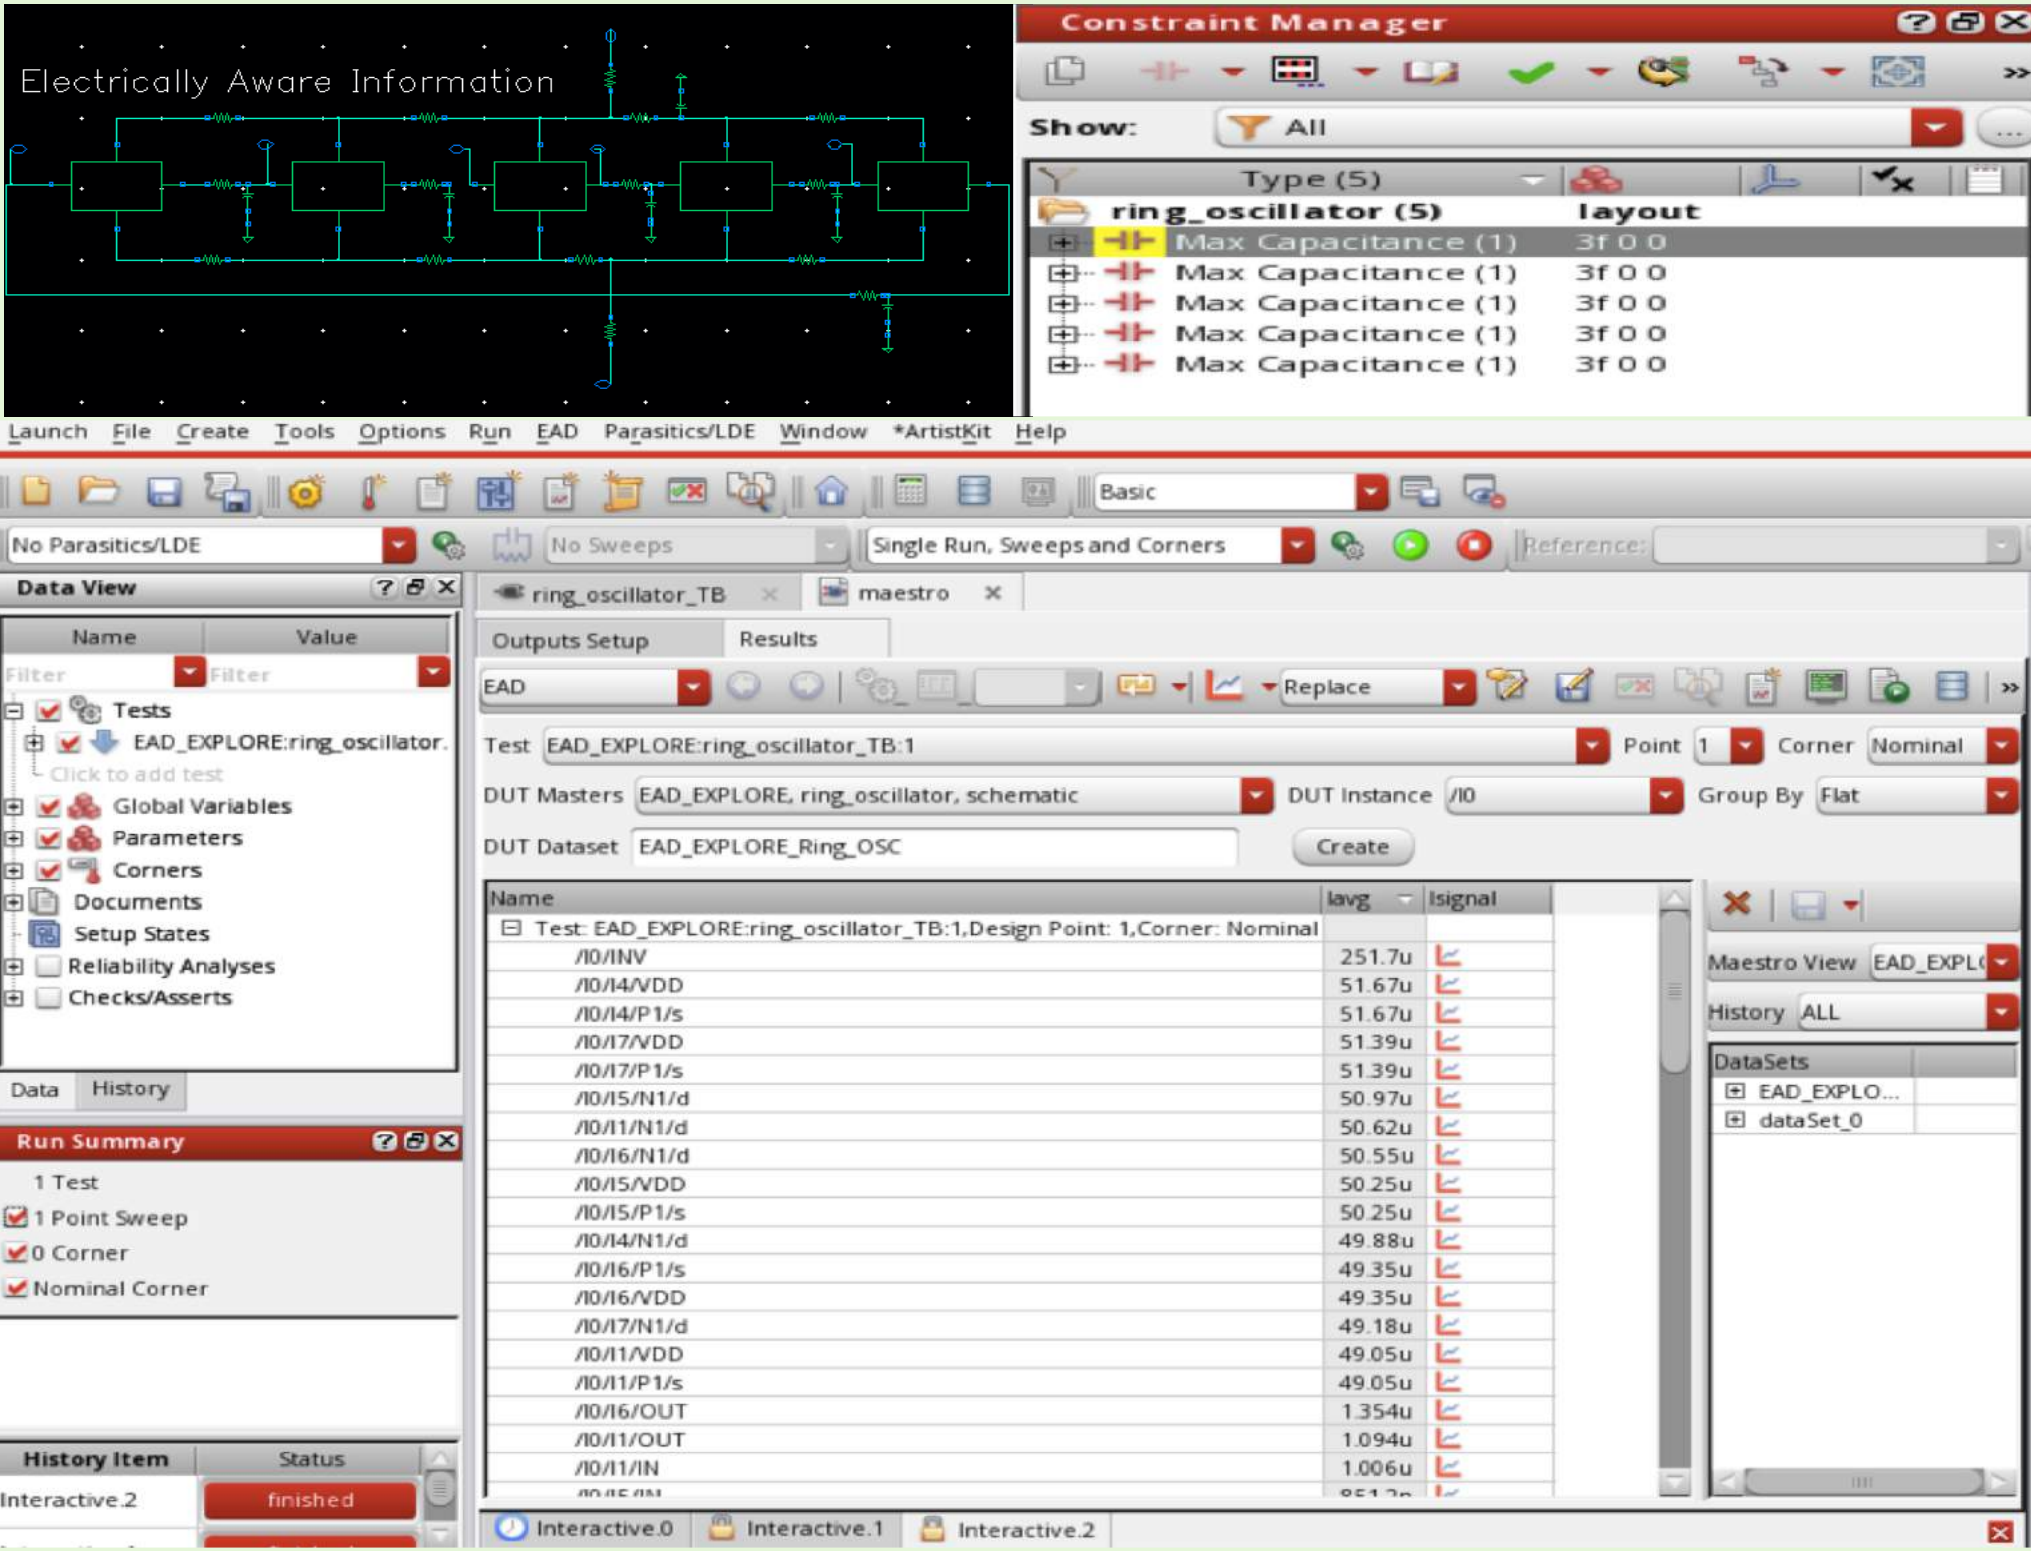 Electrically Aware Information
Constraint Manager
Show: All ...
Type (5)
ring_oscillator (5) layout
Max Capacitance (1) 3f 0 0
Max Capacitance (1) 3f 0 0
Max Capacitance (1) 3f 0 0
Max Capacitance (1) 3f 0 0
Max Capacitance (1) 3f 0 0
Launch File Create Tools Options Run EAD Parasitics/LDE Window *ArtistKit Help
Basic
No Parasitics/LDE No Sweeps Single Run, Sweeps and Corners Reference:
Data View
Name Value
Filter Filter
Tests
EAD_EXPLORE:ring_oscillator.
Click to add test
Global Variables
Parameters
Corners
Documents
Setup States
Reliability Analyses
Checks/Asserts
Data History
Run Summary
1 Test
1 Point Sweep
0 Corner
Nominal Corner
History Item Status
Interactive.2 finished
ring_oscillator_TB maestro
Outputs Setup Results
EAD Replace
Test EAD_EXPLORE:ring_oscillator_TB:1 Point 1 Corner Nominal
DUT Masters EAD_EXPLORE, ring_oscillator, schematic DUT Instance /I0 Group By Flat
DUT Dataset EAD_EXPLORE_Ring_OSC Create
Name Iavg Isignal
Test: EAD_EXPLORE:ring_oscillator_TB:1,Design Point: 1,Corner: Nominal
/I0/INV 251.7u
/I0/I4/VDD 51.67u
/I0/I4/P1/s 51.67u
/I0/I7/VDD 51.39u
/I0/I7/P1/s 51.39u
/I0/I5/N1/d 50.97u
/I0/I1/N1/d 50.62u
/I0/I6/N1/d 50.55u
/I0/I5/VDD 50.25u
/I0/I5/P1/s 50.25u
/I0/I4/N1/d 49.88u
/I0/I6/P1/s 49.35u
/I0/I6/VDD 49.35u
/I0/I7/N1/d 49.18u
/I0/I1/VDD 49.05u
/I0/I1/P1/s 49.05u
/I0/I6/OUT 1.354u
/I0/I1/OUT 1.094u
/I0/I1/IN 1.006u
Maestro View EAD_EXPL
History ALL
DataSets
EAD_EXPLO...
dataSet_0
Interactive.0 Interactive.1 Interactive.2